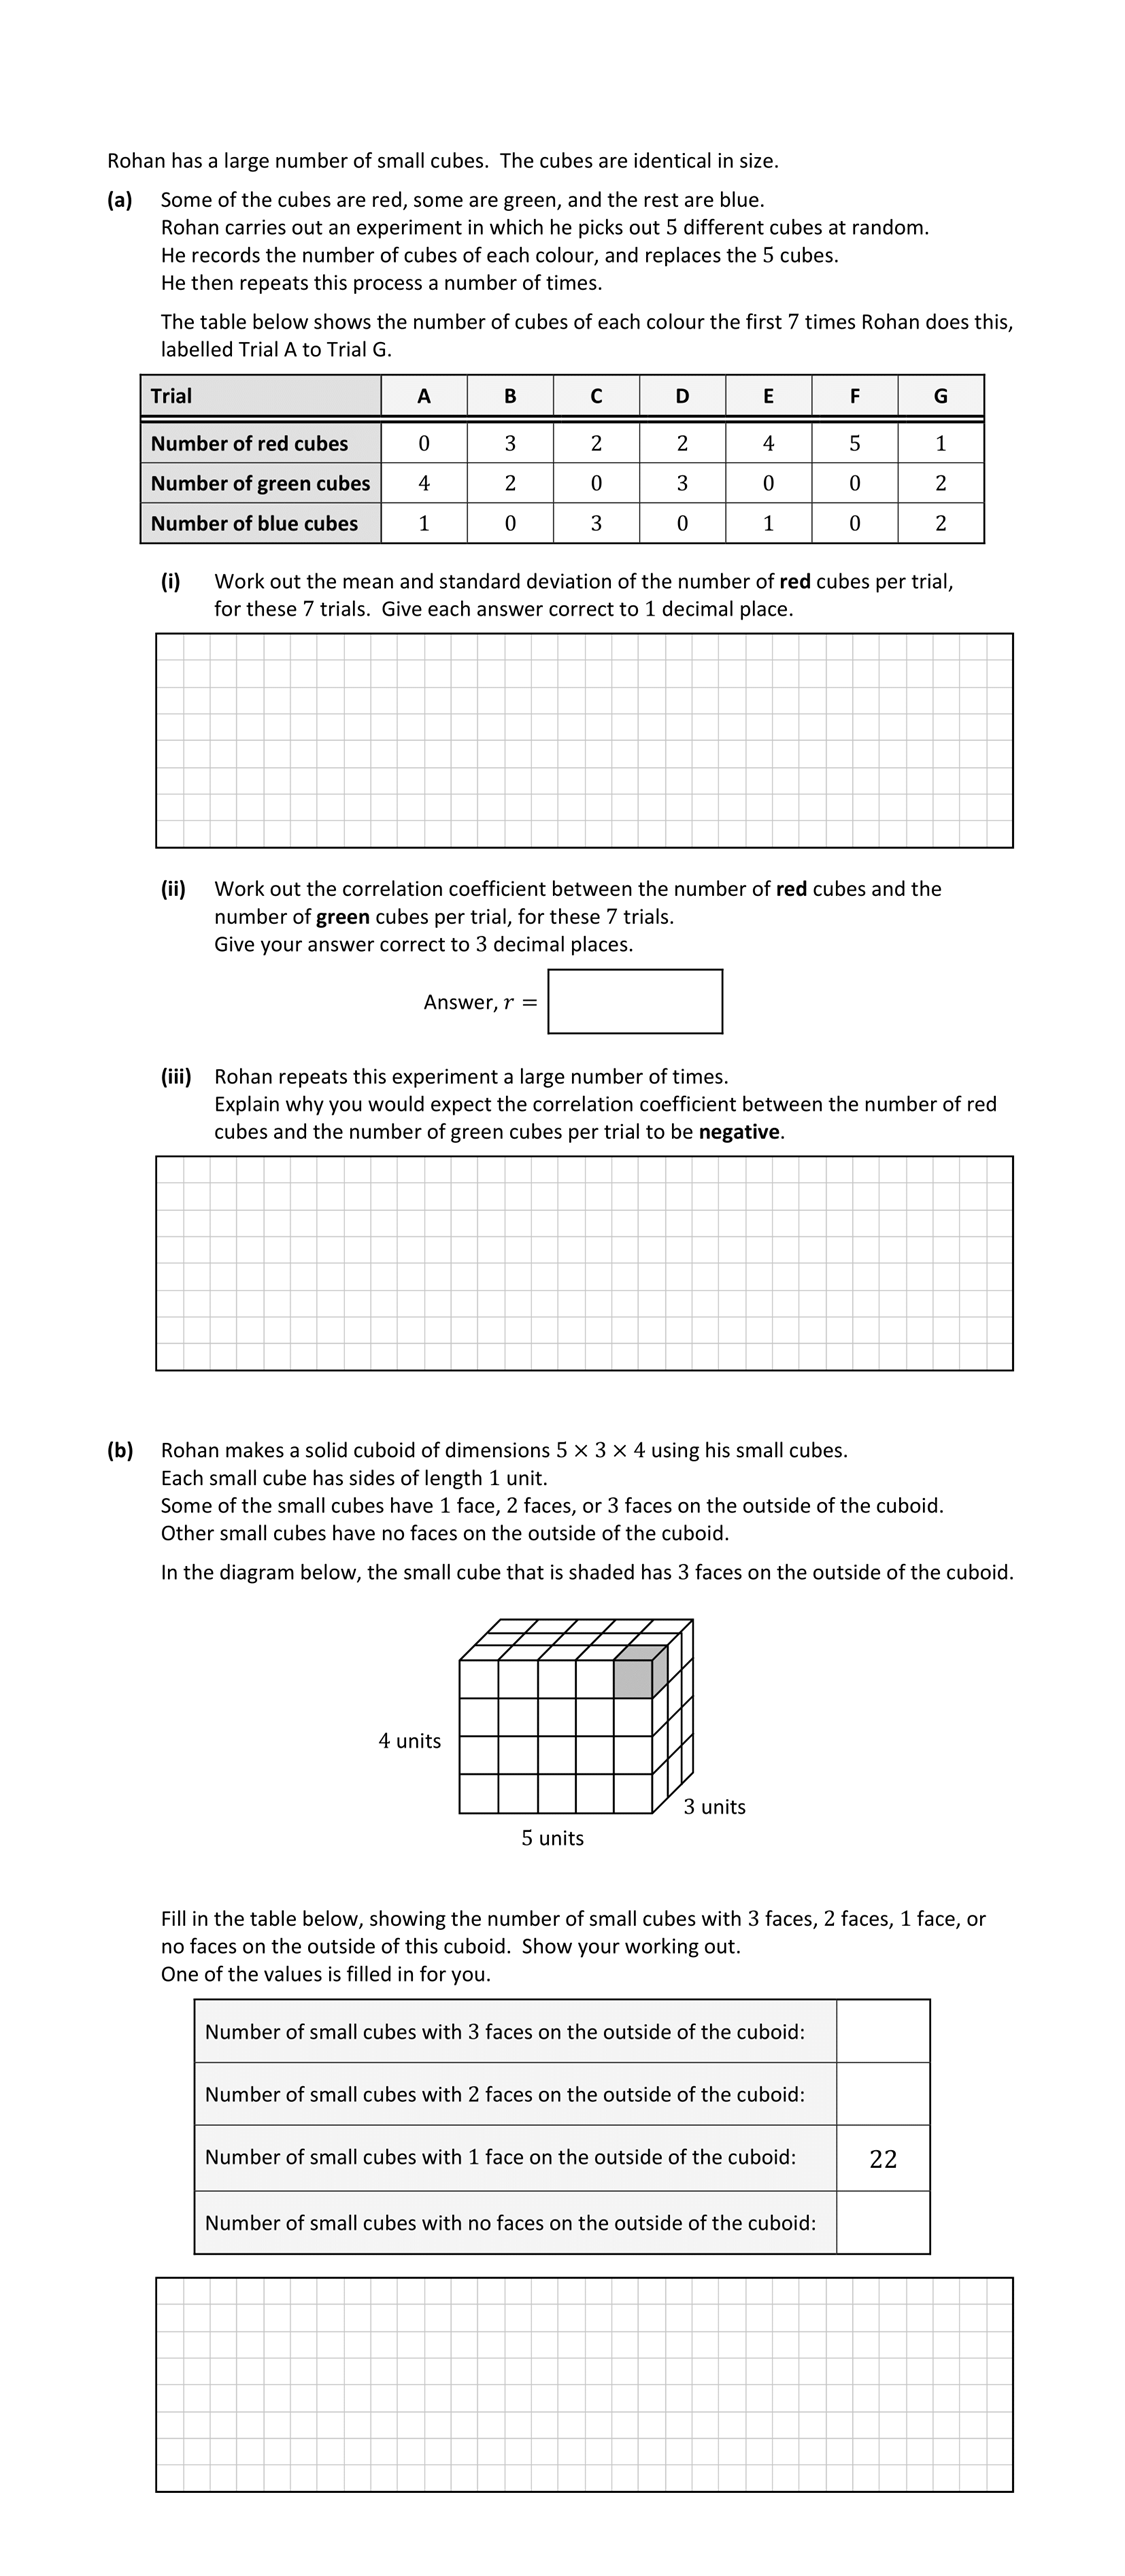 Rohan has a large number of small cubes. The cubes are identical in size.
(a) Some of the cubes are red, some are green, and the rest are blue.
Rohan carries out an experiment in which he picks out 5 different cubes at random.
He records the number of cubes of each colour, and replaces the 5 cubes.
He then repeats this process a number of times.
The table below shows the number of cubes of each colour the first 7 times Rohan does this,
labelled Trial A to Trial G.
Trial A B C D E F G
Number of red cubes 0 3 2 2 4 5 1
Number of green cubes 4 2 0 3 0 0 2
Number of blue cubes 1 0 3 0 1 0 2
(i) Work out the mean and standard deviation of the number of red cubes per trial,
for these 7 trials. Give each answer correct to 1 decimal place.
(ii) Work out the correlation coefficient between the number of red cubes and the
number of green cubes per trial, for these 7 trials.
Give your answer correct to 3 decimal places.
Answer, r =
(iii) Rohan repeats this experiment a large number of times.
Explain why you would expect the correlation coefficient between the number of red
cubes and the number of green cubes per trial to be negative.
(b) Rohan makes a solid cuboid of dimensions 5 × 3 × 4 using his small cubes.
Each small cube has sides of length 1 unit.
Some of the small cubes have 1 face, 2 faces, or 3 faces on the outside of the cuboid.
Other small cubes have no faces on the outside of the cuboid.
In the diagram below, the small cube that is shaded has 3 faces on the outside of the cuboid.
4 units
3 units
5 units
Fill in the table below, showing the number of small cubes with 3 faces, 2 faces, 1 face, or
no faces on the outside of this cuboid. Show your working out.
One of the values is filled in for you.
Number of small cubes with 3 faces on the outside of the cuboid:
Number of small cubes with 2 faces on the outside of the cuboid:
Number of small cubes with 1 face on the outside of the cuboid: 22
Number of small cubes with no faces on the outside of the cuboid: